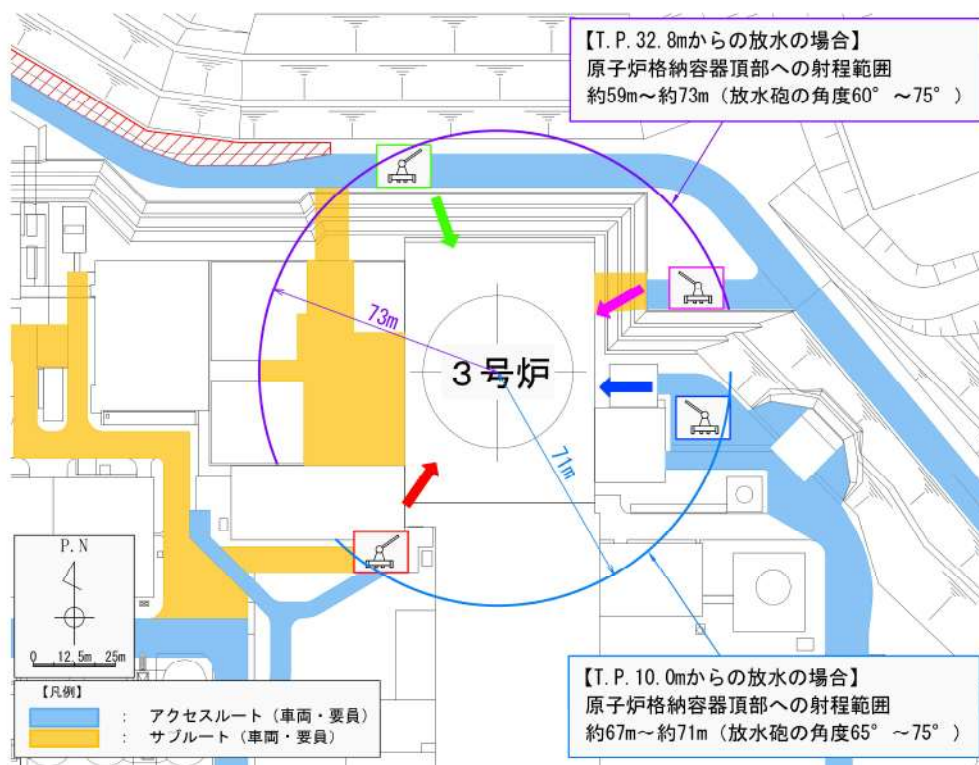 【T.P.32.8mからの放水の場合】
原子炉格納容器頂部への射程範囲
約59m～約73m（放水砲の角度60°～75°）
73m
3号炉
71m
P.N
0 12.5m 25m
【凡例】
： アクセスルート（車両・要員）
： サブルート（車両・要員）
【T.P.10.0mからの放水の場合】
原子炉格納容器頂部への射程範囲
約67m～約71m（放水砲の角度65°～75°）